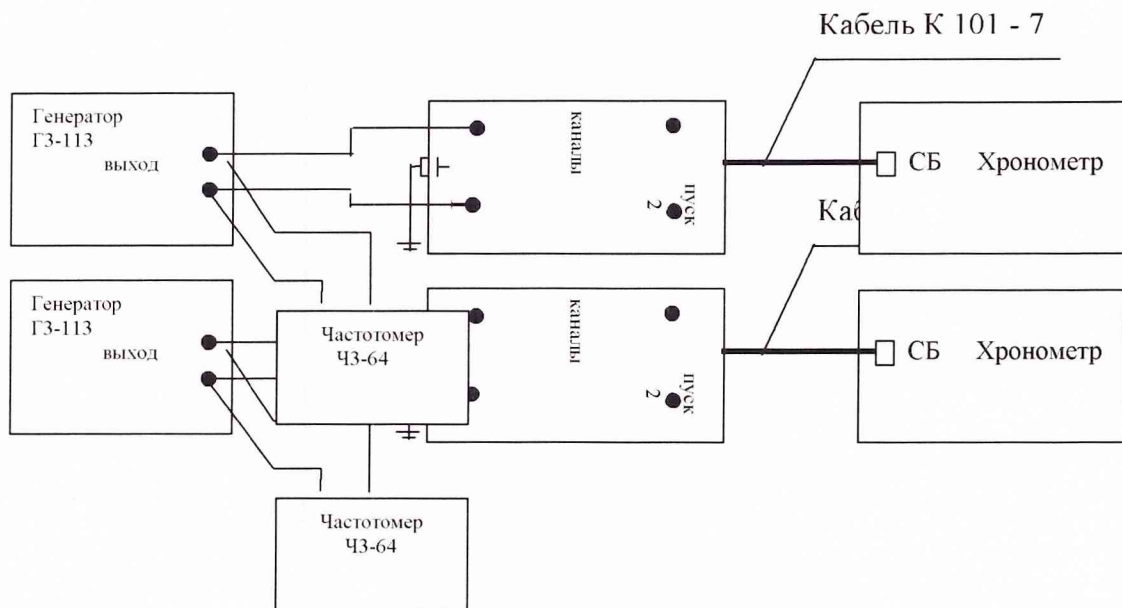 Кабель К 101 - 7
Генератор
Г3-113
выход
каналы
пуск
2
СБ Хронометр
Каб
Генератор
Г3-113
выход
Частотомер
Ч3-64
каналы
пуск
2
СБ Хронометр
Частотомер
Ч3-64